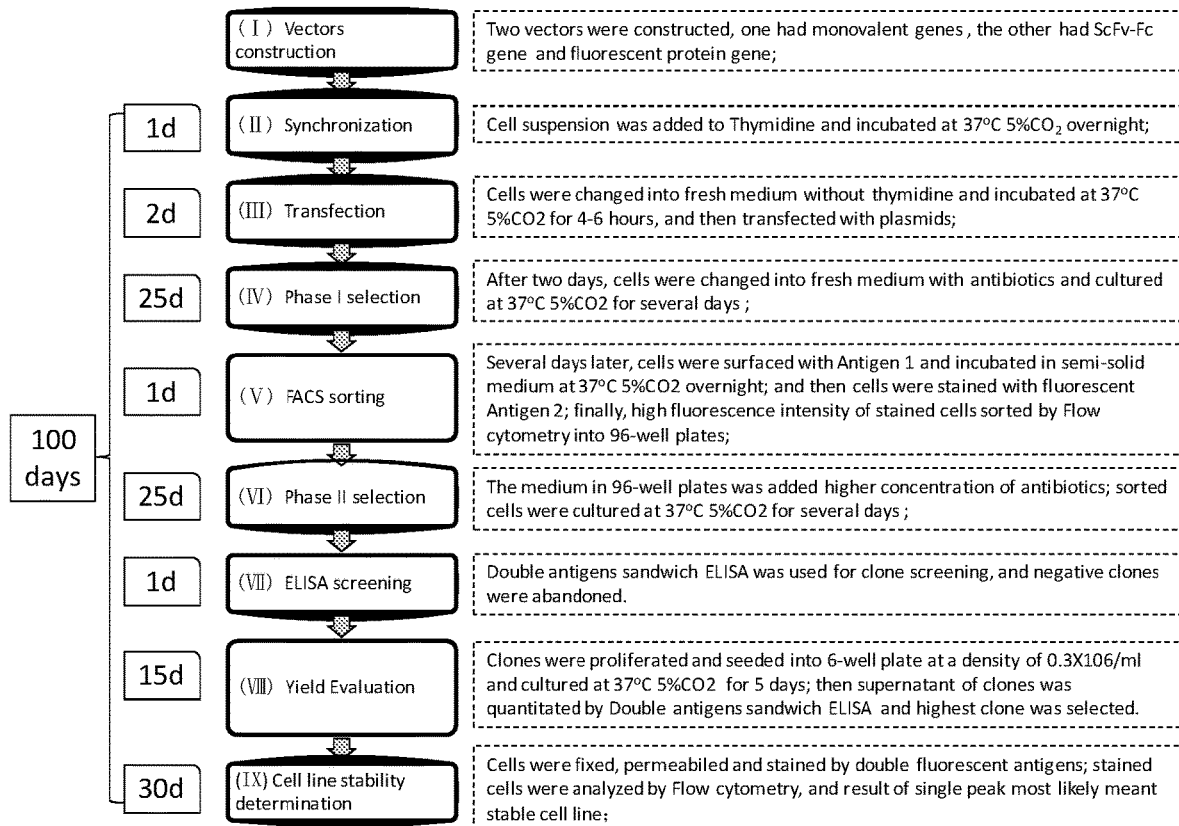 (Ⅰ) Vectors
construction
Two vectors were constructed, one had monovalent genes , the other had ScFv-Fc
gene and fluorescent protein gene;
100
days
1d
(Ⅱ) Synchronization
Cell suspension was added to Thymidine and incubated at 37°C 5%CO₂ overnight;
2d
(Ⅲ) Transfection
Cells were changed into fresh medium without thymidine and incubated at 37°C
5%CO2 for 4-6 hours, and then transfected with plasmids;
25d
(Ⅳ) Phase I selection
After two days, cells were changed into fresh medium with antibiotics and cultured
at 37°C 5%CO2 for several days ;
1d
(Ⅴ) FACS sorting
Several days later, cells were surfaced with Antigen 1 and incubated in semi-solid
medium at 37°C 5%CO2 overnight; and then cells were stained with fluorescent
Antigen 2; finally, high fluorescence intensity of stained cells sorted by Flow
cytometry into 96-well plates;
25d
(Ⅵ) Phase II selection
The medium in 96-well plates was added higher concentration of antibiotics; sorted
cells were cultured at 37°C 5%CO2 for several days ;
1d
(Ⅶ) ELISA screening
Double antigens sandwich ELISA was used for clone screening, and negative clones
were abandoned.
15d
(Ⅷ) Yield Evaluation
Clones were proliferated and seeded into 6-well plate at a density of 0.3X106/ml
and cultured at 37°C 5%CO2 for 5 days; then supernatant of clones was
quantitated by Double antigens sandwich ELISA and highest clone was selected.
30d
(Ⅸ) Cell line stability
determination
Cells were fixed, permeabiled and stained by double fluorescent antigens; stained
cells were analyzed by Flow cytometry, and result of single peak most likely meant
stable cell line;